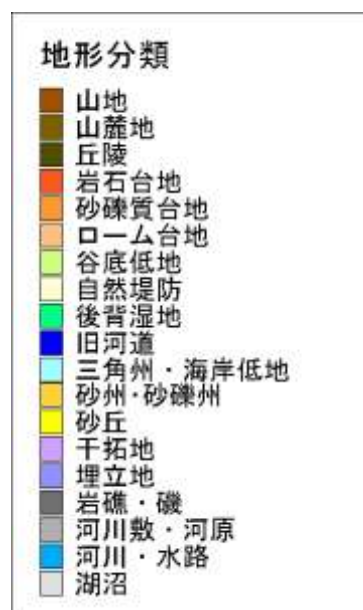 地形分類
山地
山麓地
丘陵
岩石台地
砂礫質台地
ローム台地
谷底低地
自然堤防
後背湿地
旧河道
三角州・海岸低地
砂州・砂礫州
砂丘
干拓地
埋立地
岩礁・磯
河川敷・河原
河川・水路
湖沼